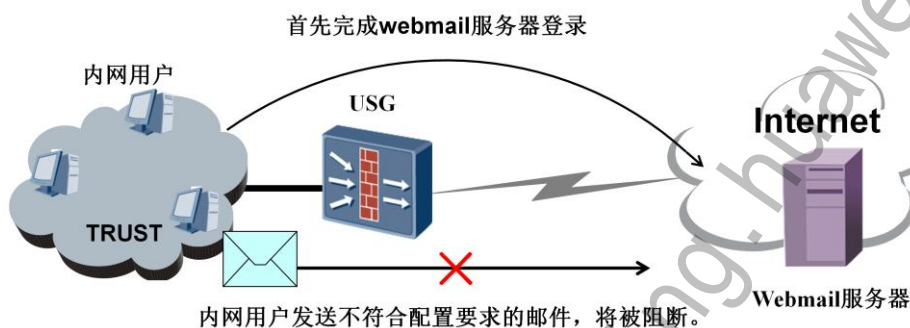 首先完成webmail服务器登录
内网用户
USG
Internet
TRUST
Webmail服务器
内网用户发送不符合配置要求的邮件，将被阻断。
ng.huawe